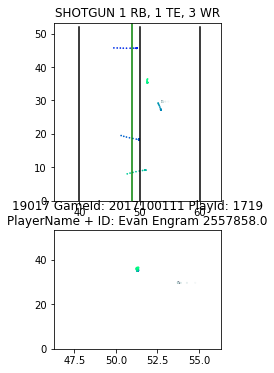 SHOTGUN 1 RB, 1 TE, 3 WR
50
40
30
20
10
0
40 50 60
19017 GameId: 2017100111 PlayId: 1719
PlayerName + ID: Evan Engram 2557858.0
40
20
0
47.5 50.0 52.5 55.0